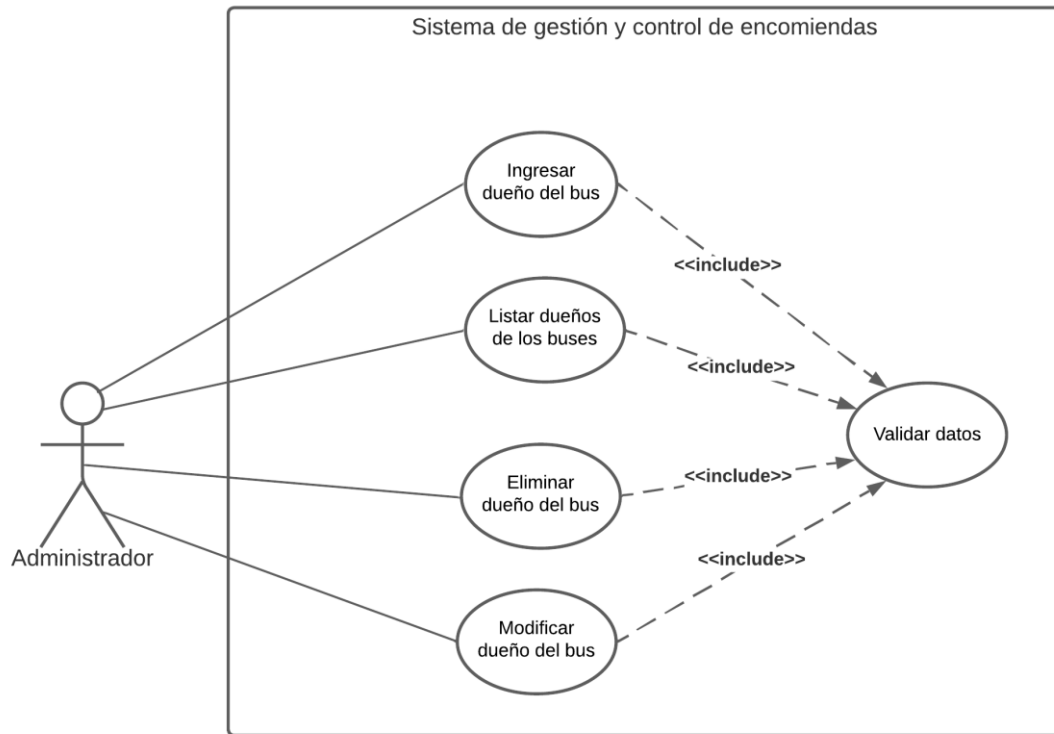 Sistema de gestión y control de encomiendas
Ingresar
dueño del bus
<<include>>
Listar dueños
de los buses
<<include>>
Validar datos
Eliminar
dueño del bus
<<include>>
Administrador
<<include>>
Modificar
dueño del bus